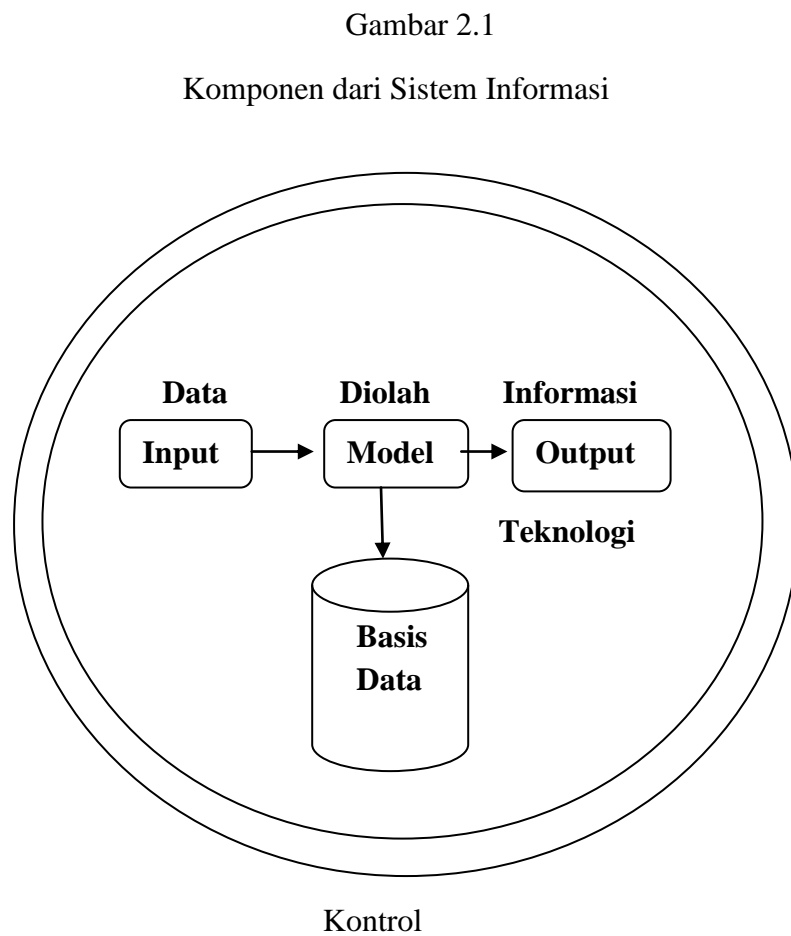 Gambar 2.1
Komponen dari Sistem Informasi
Data Diolah Informasi
Input Model Output
Teknologi
Basis
Data
Kontrol